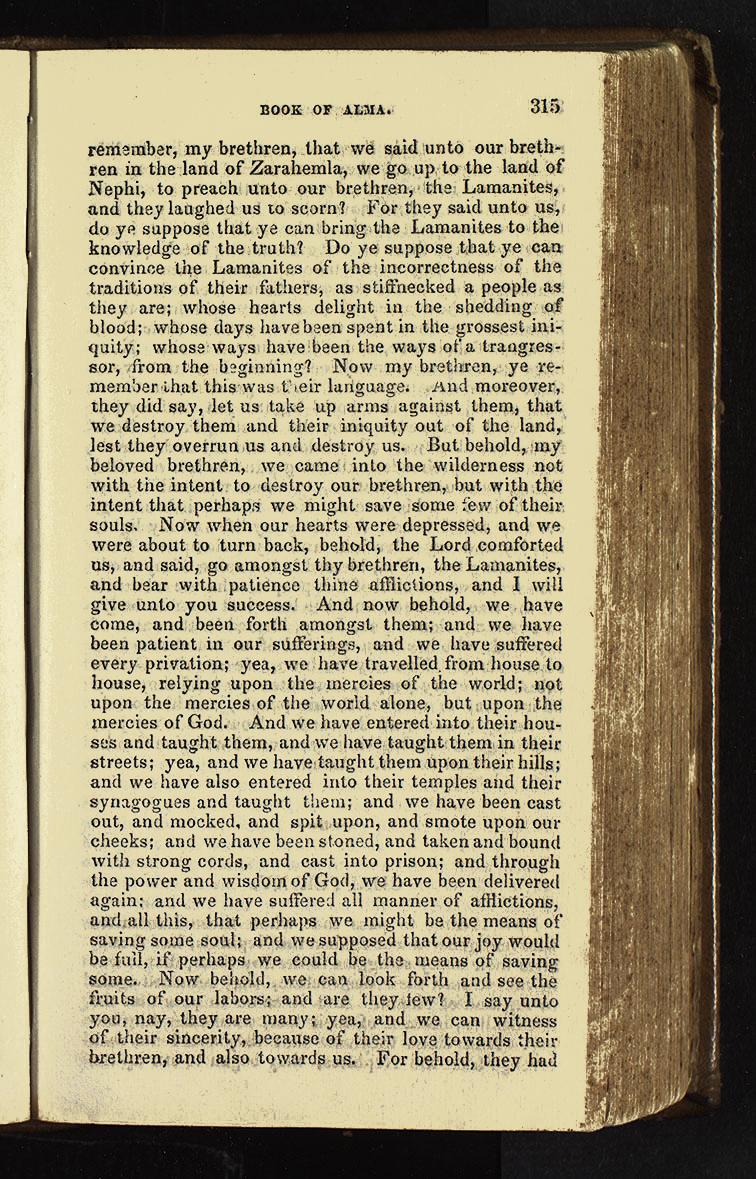 BOOK OF ALMA. 315
remember, my brethren, that we said unto our breth-
ren in the land of Zarahemla, we go up to the land of
Nephi, to preach unto our brethren, the Lamanites,
and they laughed us to scorn? For they said unto us,
do ye suppose that ye can bring the Lamanites to the
knowledge of the truth? Do ye suppose that ye can
convince the Lamanites of the incorrectness of the
traditions of their fathers, as stiffnecked a people as
they are; whose hearts delight in the shedding of
blood; whose days have been spent in the grossest ini-
quity; whose ways have been the ways of a trangres-
sor, from the beginning? Now my brethren, ye re-
member that this was their language. And moreover,
they did say, let us take up arms against them, that
we destroy them and their iniquity out of the land,
lest they overrun us and destroy us. But behold, my
beloved brethren, we came into the wilderness not
with the intent to destroy our brethren, but with the
intent that perhaps we might save some few of their
souls. Now when our hearts were depressed, and we
were about to turn back, behold, the Lord comforted
us, and said, go amongst thy brethren, the Lamanites,
and bear with patience thine afflictions, and I will
give unto you success. And now behold, we have
come, and been forth amongst them; and we have
been patient in our sufferings, and we have suffered
every privation; yea, we have travelled from house to
house, relying upon the mercies of the world; not
upon the mercies of the world alone, but upon the
mercies of God. And we have entered into their hou-
ses and taught them, and we have taught them in their
streets; yea, and we have taught them upon their hills;
and we have also entered into their temples and their
synagogues and taught them; and we have been cast
out, and mocked, and spit upon, and smote upon our
cheeks; and we have been stoned, and taken and bound
with strong cords, and cast into prison; and through
the power and wisdom of God, we have been delivered
again; and we have suffered all manner of afflictions,
and all this, that perhaps we might be the means of
saving some soul; and we supposed that our joy would
be full, if perhaps we could be the means of saving
some. Now behold, we can look forth and see the
fruits of our labors; and are they few? I say unto
you, nay, they are many; yea, and we can witness
of their sincerity, because of their love towards their
brethren, and also towards us. For behold, they had